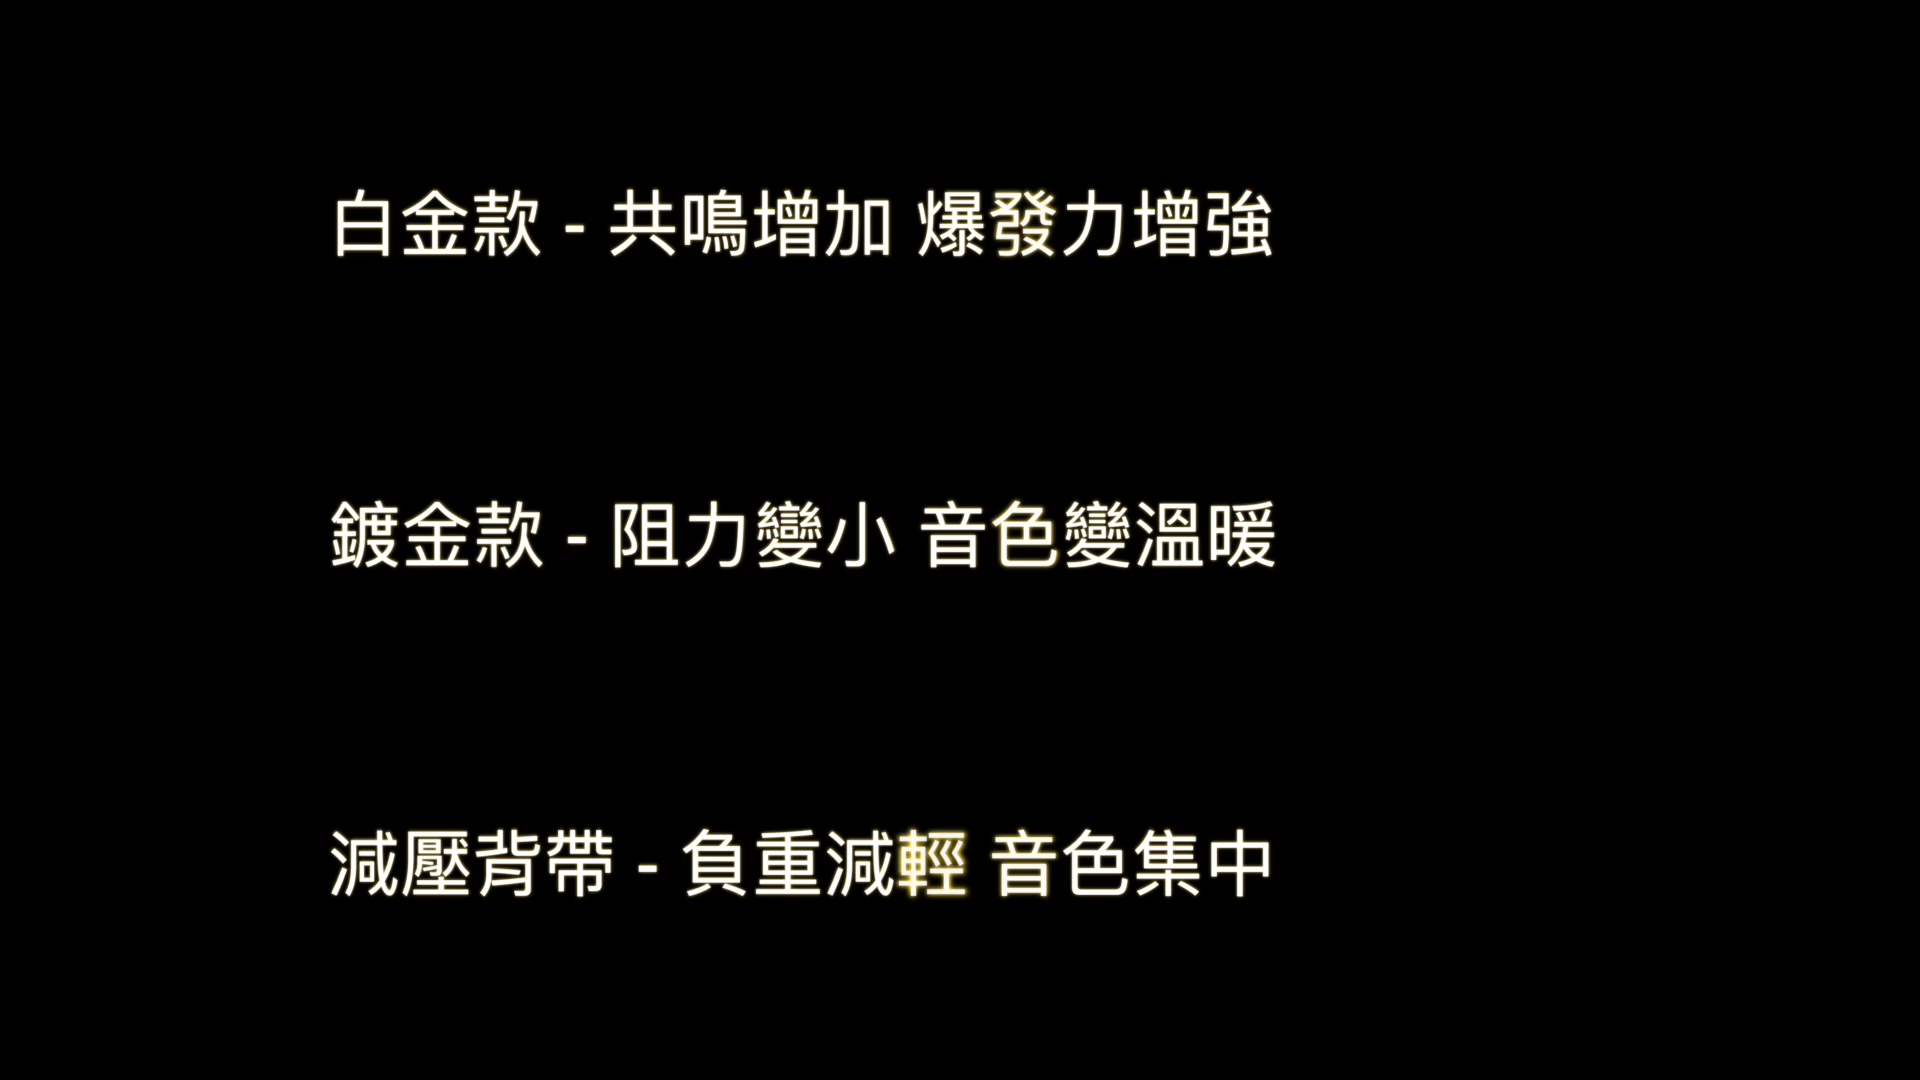 白金款 - 共鳴增加 爆發力增強
鍍金款 - 阻力變小 音色變溫暖
減壓背帶 - 負重減輕 音色集中